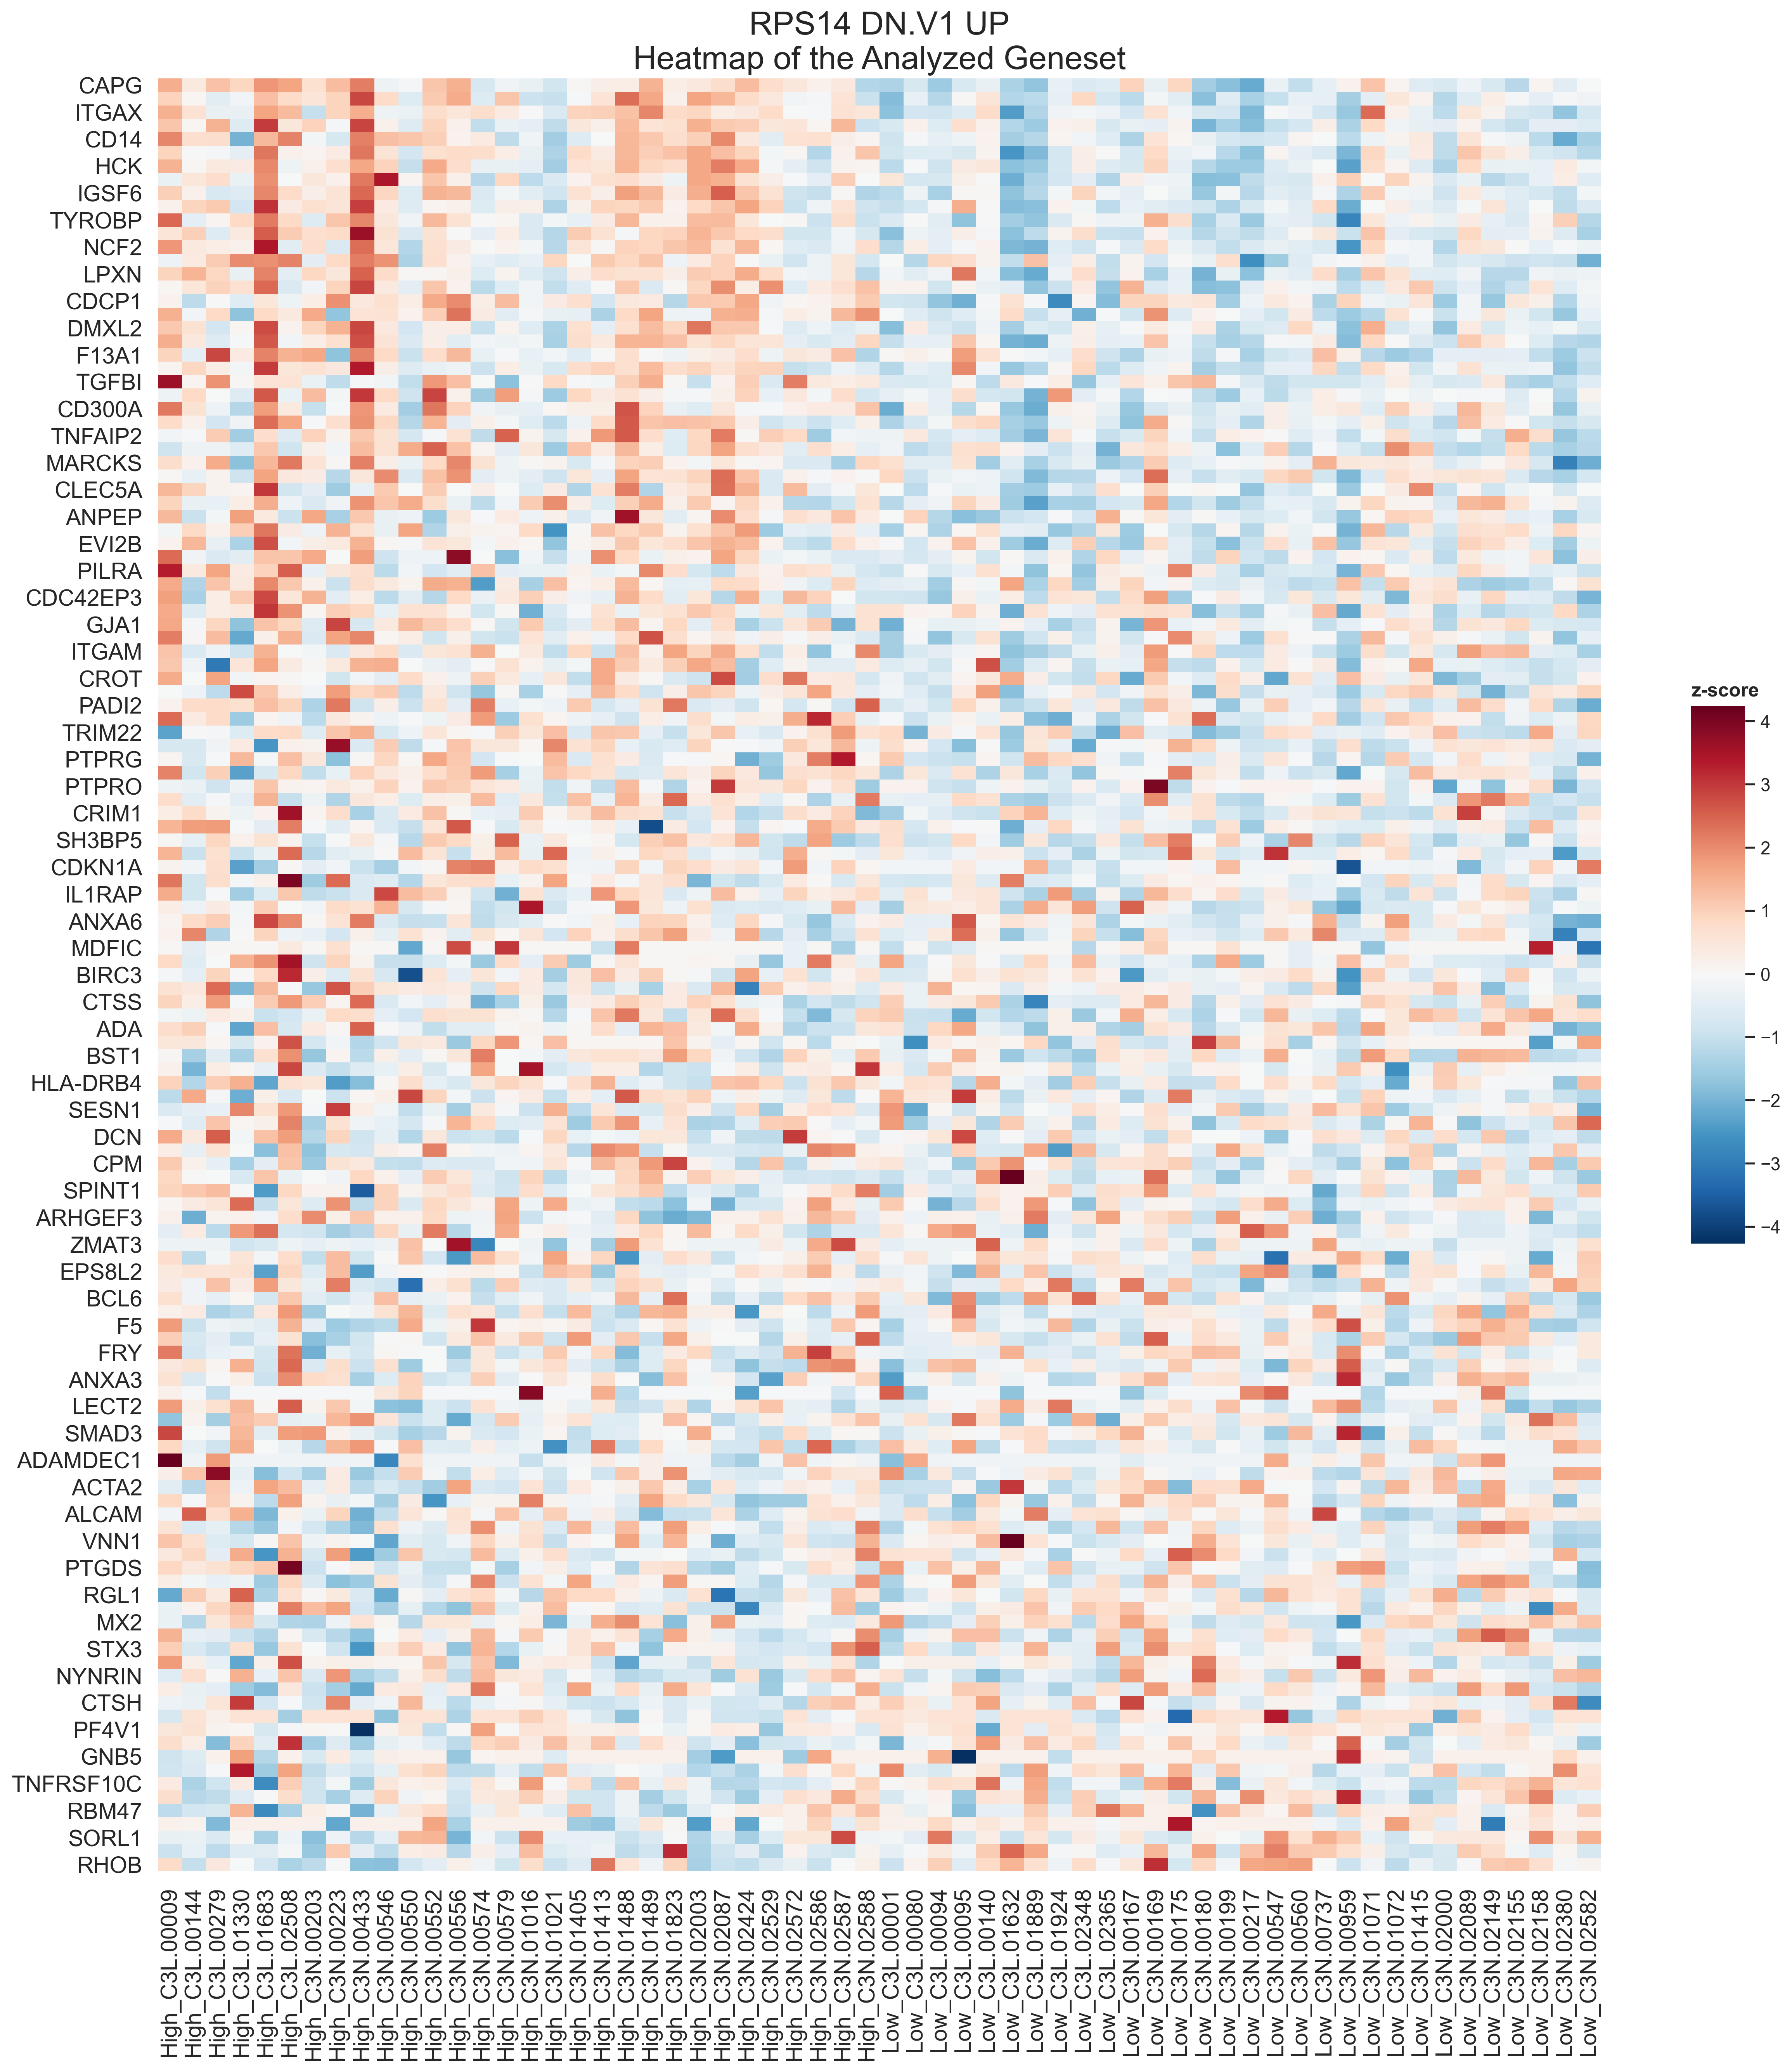 RPS14 DN.V1 UP
Heatmap of the Analyzed Geneset
CAPG
ITGAX
CD14
HCK
IGSF6
TYROBP
NCF2
LPXN
CDCP1
DMXL2
F13A1
TGFBI
CD300A
TNFAIP2
MARCKS
CLEC5A
ANPEP
EVI2B
PILRA
CDC42EP3
GJA1
ITGAM
CROT
PADI2
TRIM22
PTPRG
PTPRO
CRIM1
SH3BP5
CDKN1A
IL1RAP
ANXA6
MDFIC
BIRC3
CTSS
ADA
BST1
HLA-DRB4
SESN1
DCN
CPM
SPINT1
ARHGEF3
ZMAT3
EPS8L2
BCL6
F5
FRY
ANXA3
LECT2
SMAD3
ADAMDEC1
ACTA2
ALCAM
VNN1
PTGDS
RGL1
MX2
STX3
NYNRIN
CTSH
PF4V1
GNB5
TNFRSF10C
RBM47
SORL1
RHOB
z-score
4
3
2
1
0
−1
−2
−3
−4
High_C3L.00009
High_C3L.00144
High_C3L.00279
High_C3L.01330
High_C3L.01683
High_C3L.02508
High_C3N.00203
High_C3N.00223
High_C3N.00433
High_C3N.00546
High_C3N.00550
High_C3N.00552
High_C3N.00556
High_C3N.00574
High_C3N.00579
High_C3N.01016
High_C3N.01021
High_C3N.01405
High_C3N.01413
High_C3N.01488
High_C3N.01489
High_C3N.01823
High_C3N.02003
High_C3N.02087
High_C3N.02424
High_C3N.02529
High_C3N.02572
High_C3N.02586
High_C3N.02587
High_C3N.02588
Low_C3L.00001
Low_C3L.00080
Low_C3L.00094
Low_C3L.00095
Low_C3L.00140
Low_C3L.01632
Low_C3L.01889
Low_C3L.01924
Low_C3L.02348
Low_C3L.02365
Low_C3N.00167
Low_C3N.00169
Low_C3N.00175
Low_C3N.00180
Low_C3N.00199
Low_C3N.00217
Low_C3N.00547
Low_C3N.00560
Low_C3N.00737
Low_C3N.00959
Low_C3N.01071
Low_C3N.01072
Low_C3N.01415
Low_C3N.02000
Low_C3N.02089
Low_C3N.02149
Low_C3N.02155
Low_C3N.02158
Low_C3N.02380
Low_C3N.02582